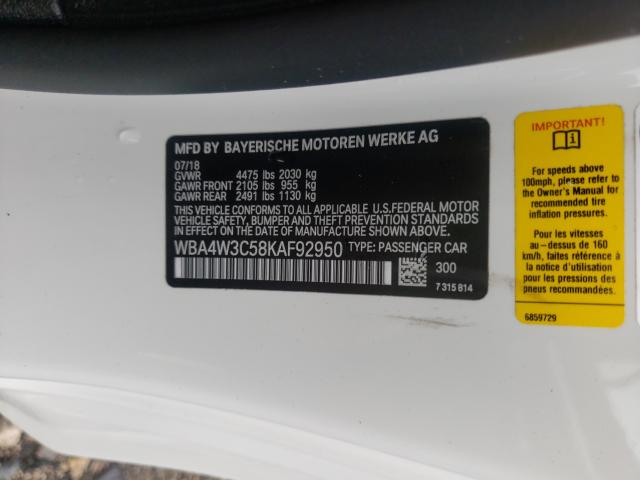 MFD BY BAYERISCHE MOTOREN WERKE AG
07/18
GVWR 4475 lbs 2030 kg
GAWR FRONT 2105 lbs 955 kg
GAWR REAR 2491 lbs 1130 kg
THIS VEHICLE CONFORMS TO ALL APPLICABLE U.S.FEDERAL MOTOR
VEHICLE SAFETY, BUMPER AND THEFT PREVENTION STANDARDS
IN EFFECT ON THE DATE OF MANUFACTURE SHOWN ABOVE.
WBA4W3C58KAF92950 TYPE: PASSENGER CAR
300
7 315 814
IMPORTANT!
For speeds above
100mph, please refer to
the Owner's Manual for
recommended tire
inflation pressures.
Pour les vitesses
au-dessus de 160
km/h, faites référence à
la notice d'utilisation
pour les pressions des
pneus recommandées.
6859729